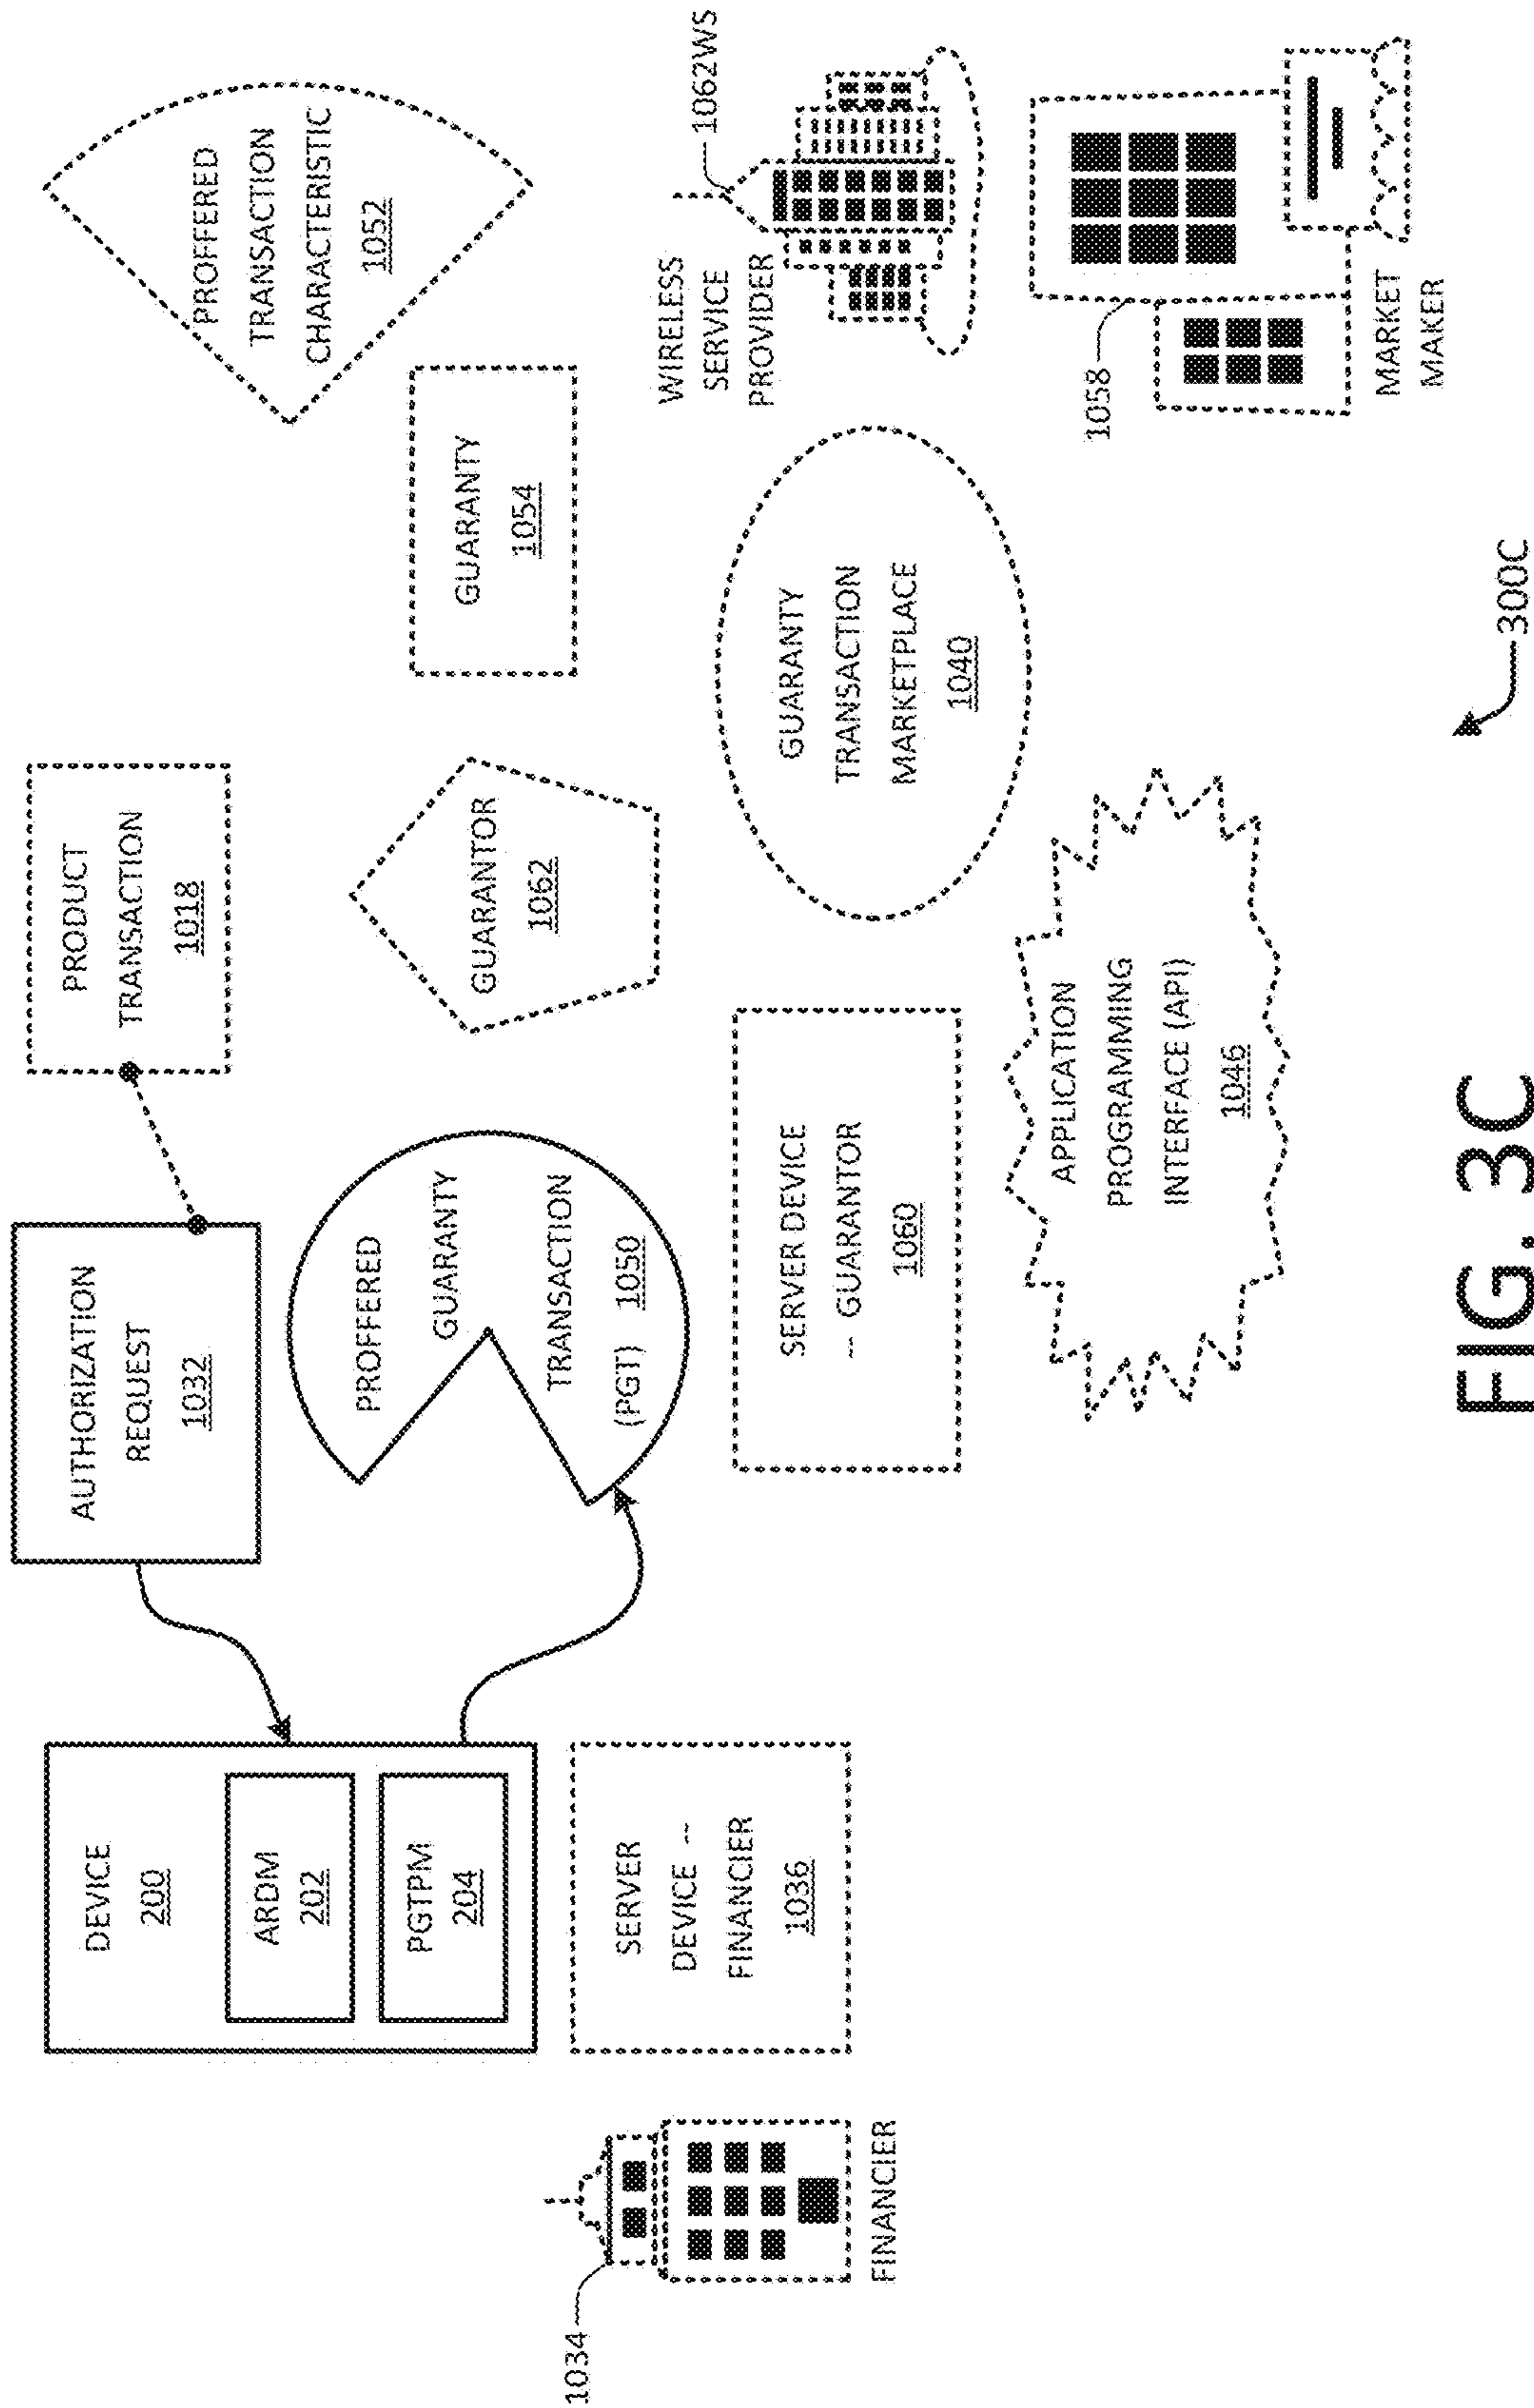 DEVICE
200
ARDM
202
PGTPM
204
AUTHORIZATION
REQUEST
1032
PRODUCT
TRANSACTION
1018
PROFFERED
TRANSACTION
CHARACTERISTIC
1052
PROFFERED
GUARANTY
TRANSACTION
(PGT) 1050
GUARANTOR
1062
GUARANTY
1054
1034
FINANCIER
SERVER
DEVICE --
FINANCIER
1036
SERVER DEVICE
-- GUARANTOR
1060
GUARANTY
TRANSACTION
MARKETPLACE
1040
WIRELESS
SERVICE
PROVIDER
1062WS
APPLICATION
PROGRAMMING
INTERFACE (API)
1046
1058
MARKET
MAKER
300C
FIG. 3C